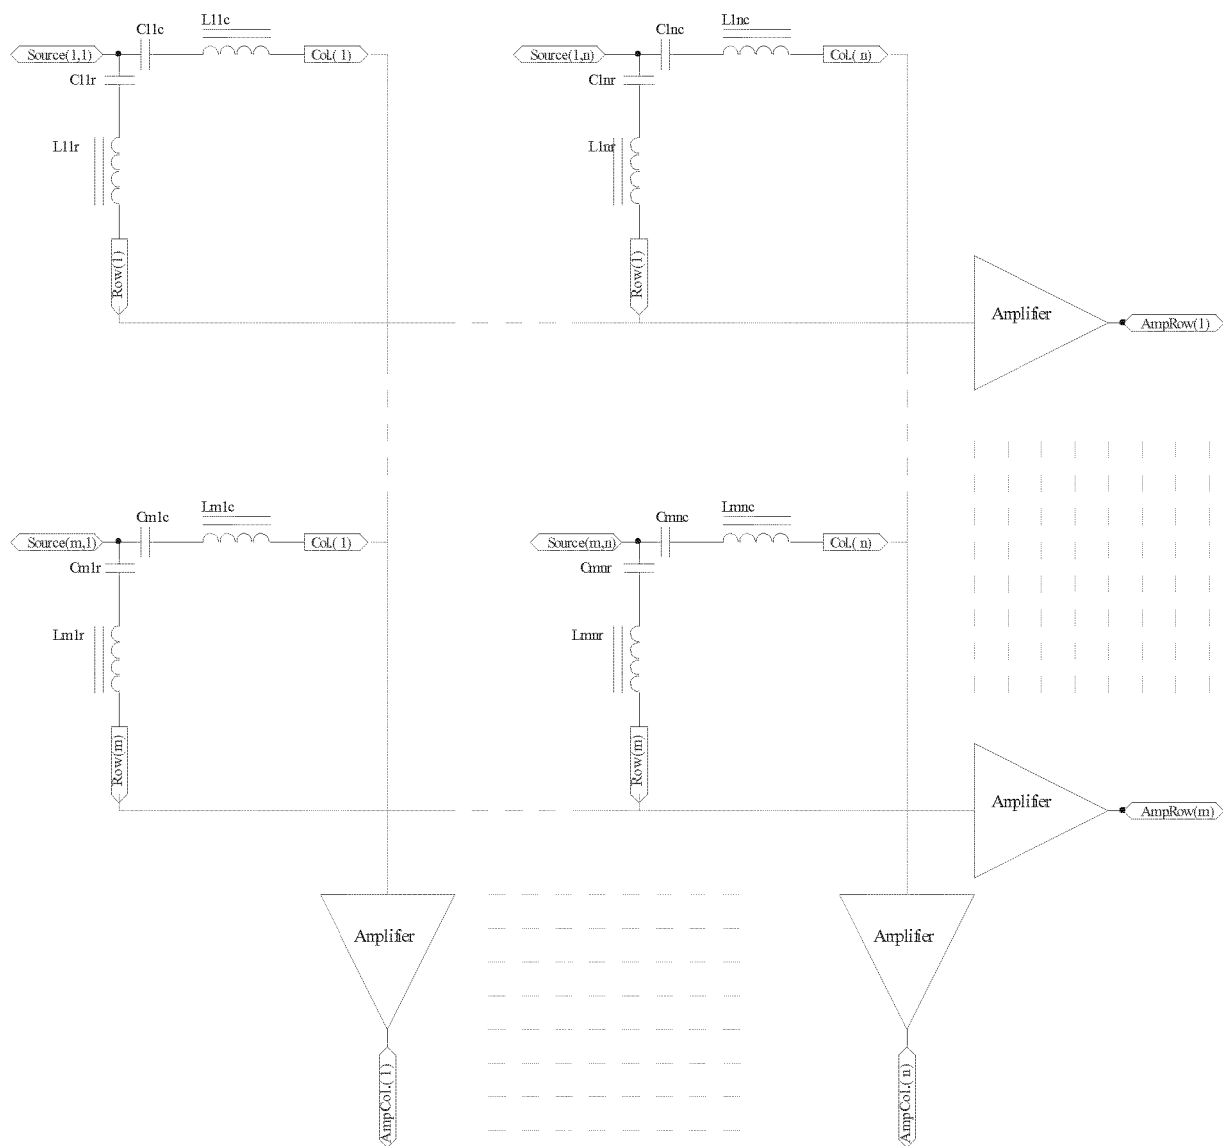 C11c L11c C1nc L1nc
Source(1,1) Col.( 1) Source(1,n) Col.( n)
C11r C1nr
L11r L1nr
Row(1) Row(1)
Amplifier AmpRow(1)
Cm1c Lm1c Cmnc Lmnc
Source(m,1) Col.( 1) Source(m,n) Col.( n)
Cm1r Cmnr
Lm1r Lmnr
Row(m) Row(m)
Amplifier AmpRow(m)
Amplifier Amplifier
AmpCol.( 1) AmpCol.( n)